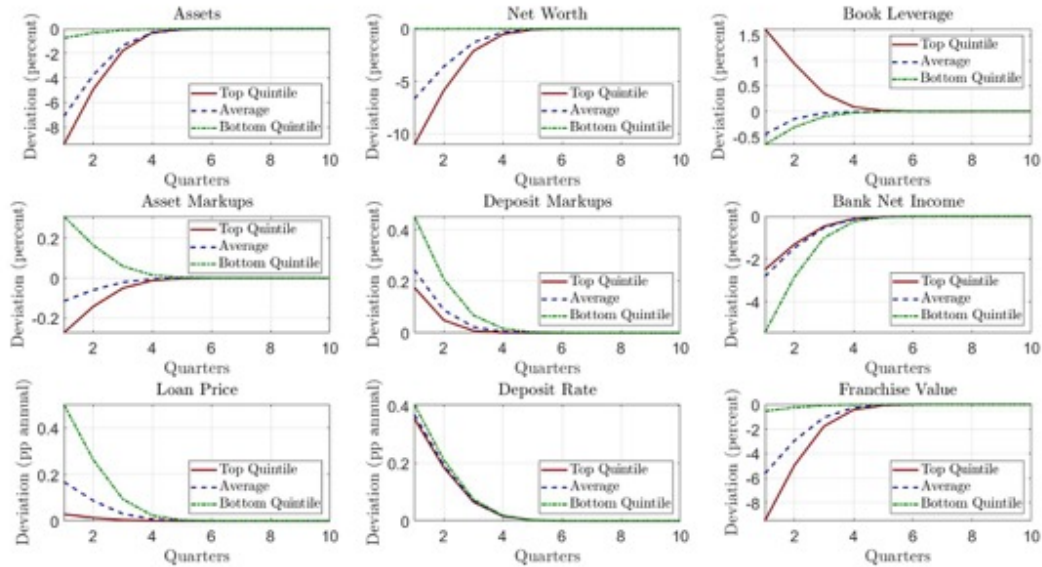 Assets
Deviation (percent)
0
-2
-4
-6
-8
Top Quintile
Average
Bottom Quintile
2 4 6 8 10
Quarters
Net Worth
Deviation (percent)
0
-5
-10
Top Quintile
Average
Bottom Quintile
2 4 6 8 10
Quarters
Book Leverage
Deviation (percent)
1.5
1
0.5
0
-0.5
Top Quintile
Average
Bottom Quintile
2 4 6 8 10
Quarters
Asset Markups
Deviation (percent)
0.2
0
-0.2
Top Quintile
Average
Bottom Quintile
2 4 6 8 10
Quarters
Deposit Markups
Deviation (percent)
0.4
0.2
0
Top Quintile
Average
Bottom Quintile
2 4 6 8 10
Quarters
Bank Net Income
Deviation (percent)
0
-2
-4
Top Quintile
Average
Bottom Quintile
2 4 6 8 10
Quarters
Loan Price
Deviation (pp annual)
0.4
0.2
0
Top Quintile
Average
Bottom Quintile
2 4 6 8 10
Quarters
Deposit Rate
Deviation (pp annual)
0.4
0.2
0
Top Quintile
Average
Bottom Quintile
2 4 6 8 10
Quarters
Franchise Value
Deviation (percent)
0
-2
-4
-6
-8
Top Quintile
Average
Bottom Quintile
2 4 6 8 10
Quarters